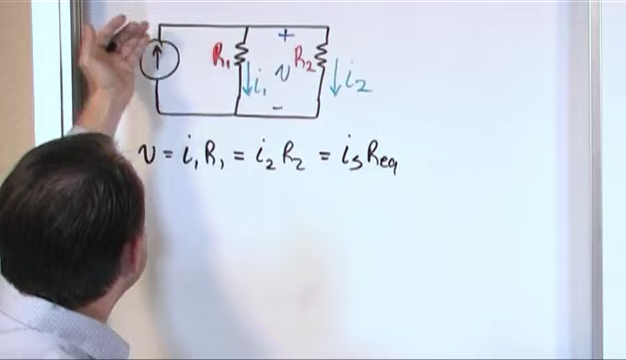 R₁ + R₂
i₁ v i₂
-
v = i₁R₁ = i₂R₂ = isReq